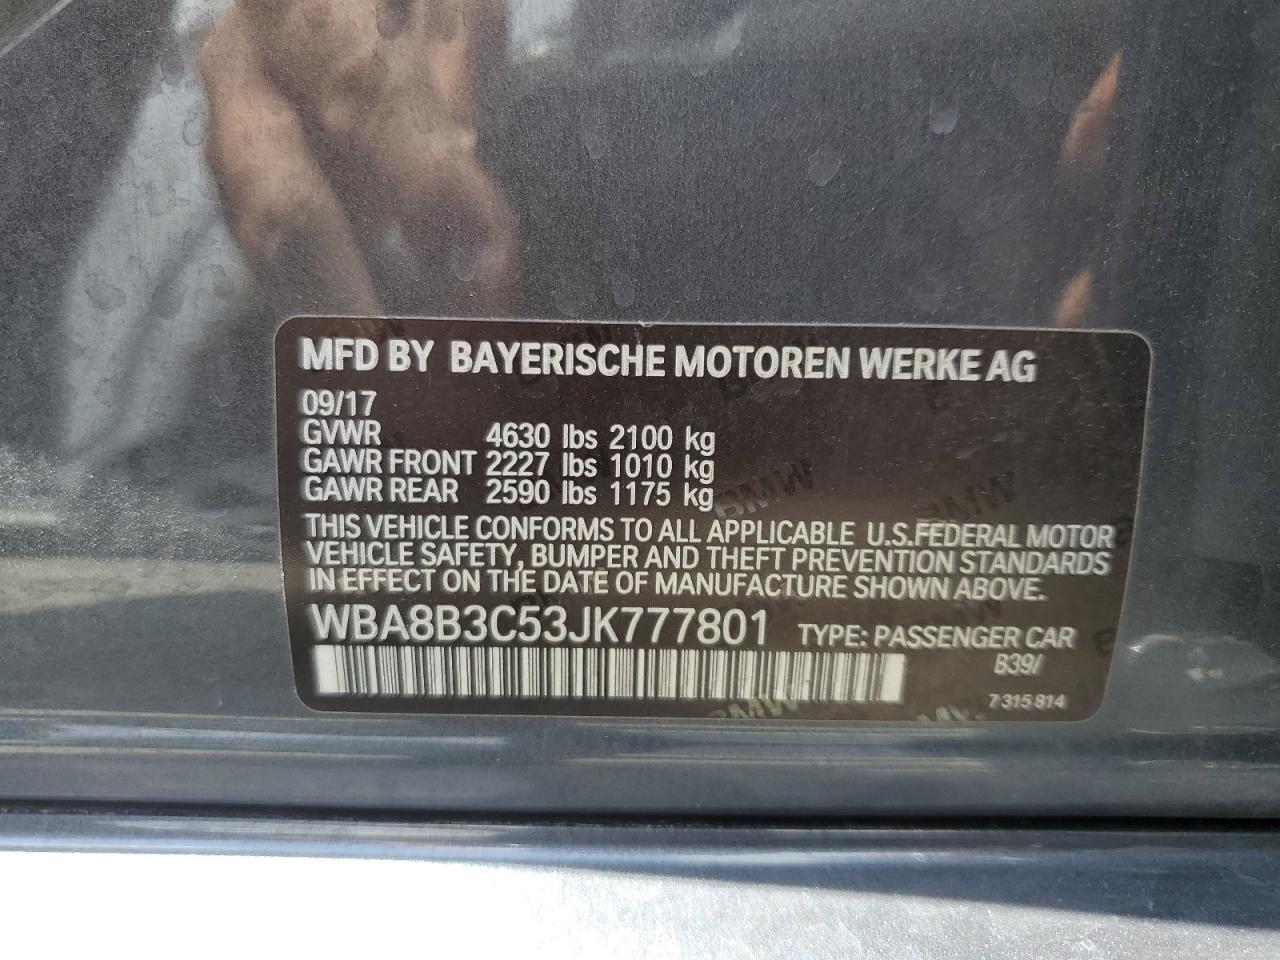 MFD BY BAYERISCHE MOTOREN WERKE AG
09/17
GVWR 4630 lbs 2100 kg
GAWR FRONT 2227 lbs 1010 kg
GAWR REAR 2590 lbs 1175 kg
THIS VEHICLE CONFORMS TO ALL APPLICABLE U.S.FEDERAL MOTOR
VEHICLE SAFETY, BUMPER AND THEFT PREVENTION STANDARDS
IN EFFECT ON THE DATE OF MANUFACTURE SHOWN ABOVE.
WBA8B3C53JK777801 TYPE: PASSENGER CAR
B39/
7 315 814